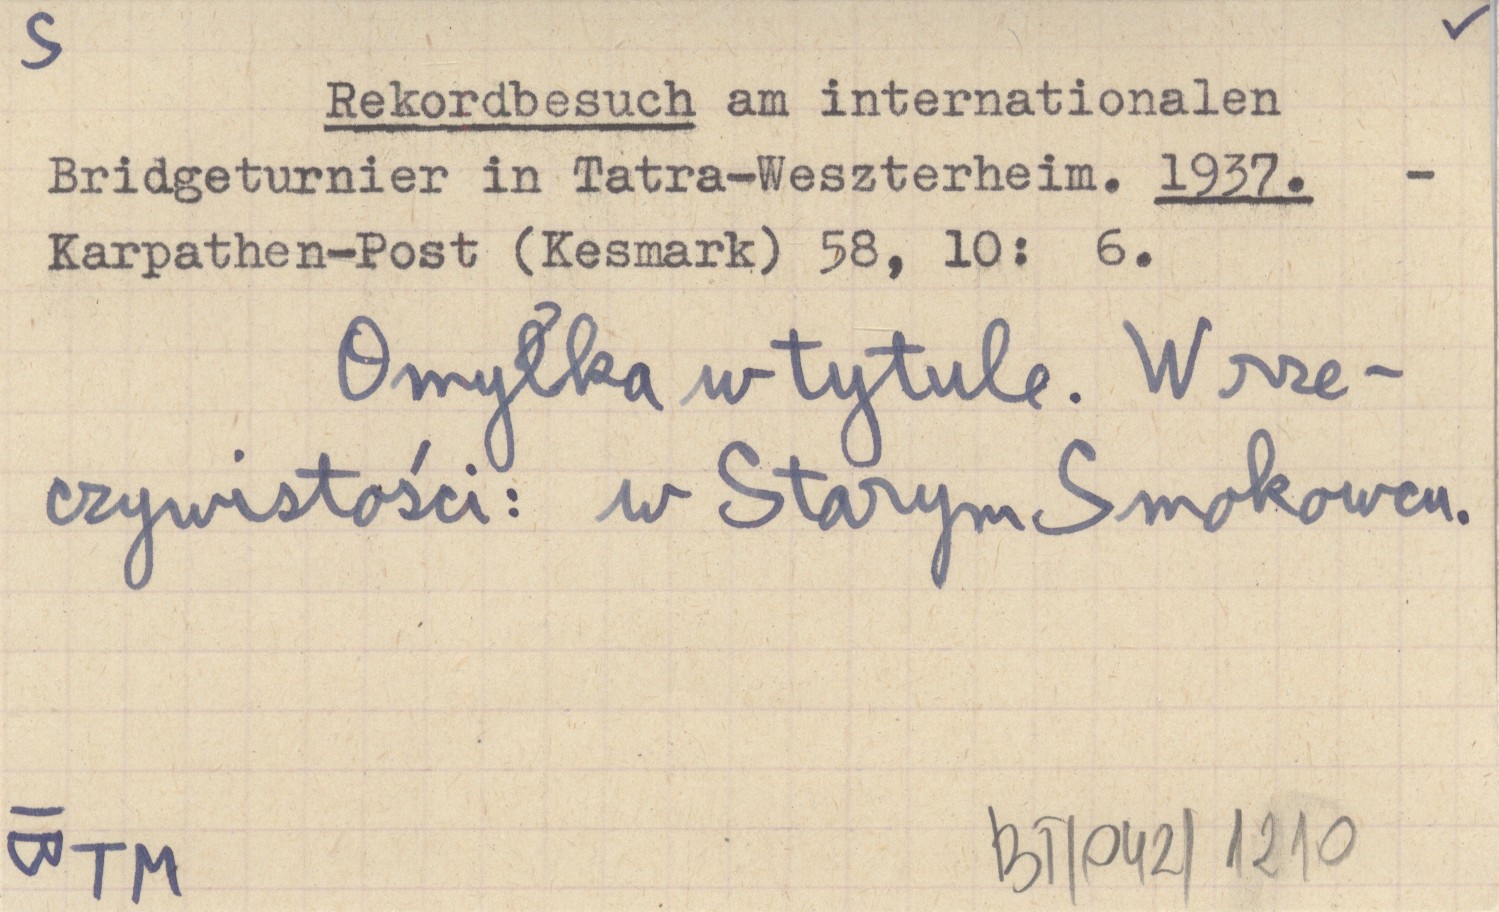 S ✓
Rekordbesuch am internationalen
Bridgeturnier in Tatra-Weszterheim. 1937. -
Karpathen-Post (Kesmark) 58, 10: 6.
Omyłka w tytule. W rze-
czywistości: w Starym Smokowcu.
TM
BT/042/1210